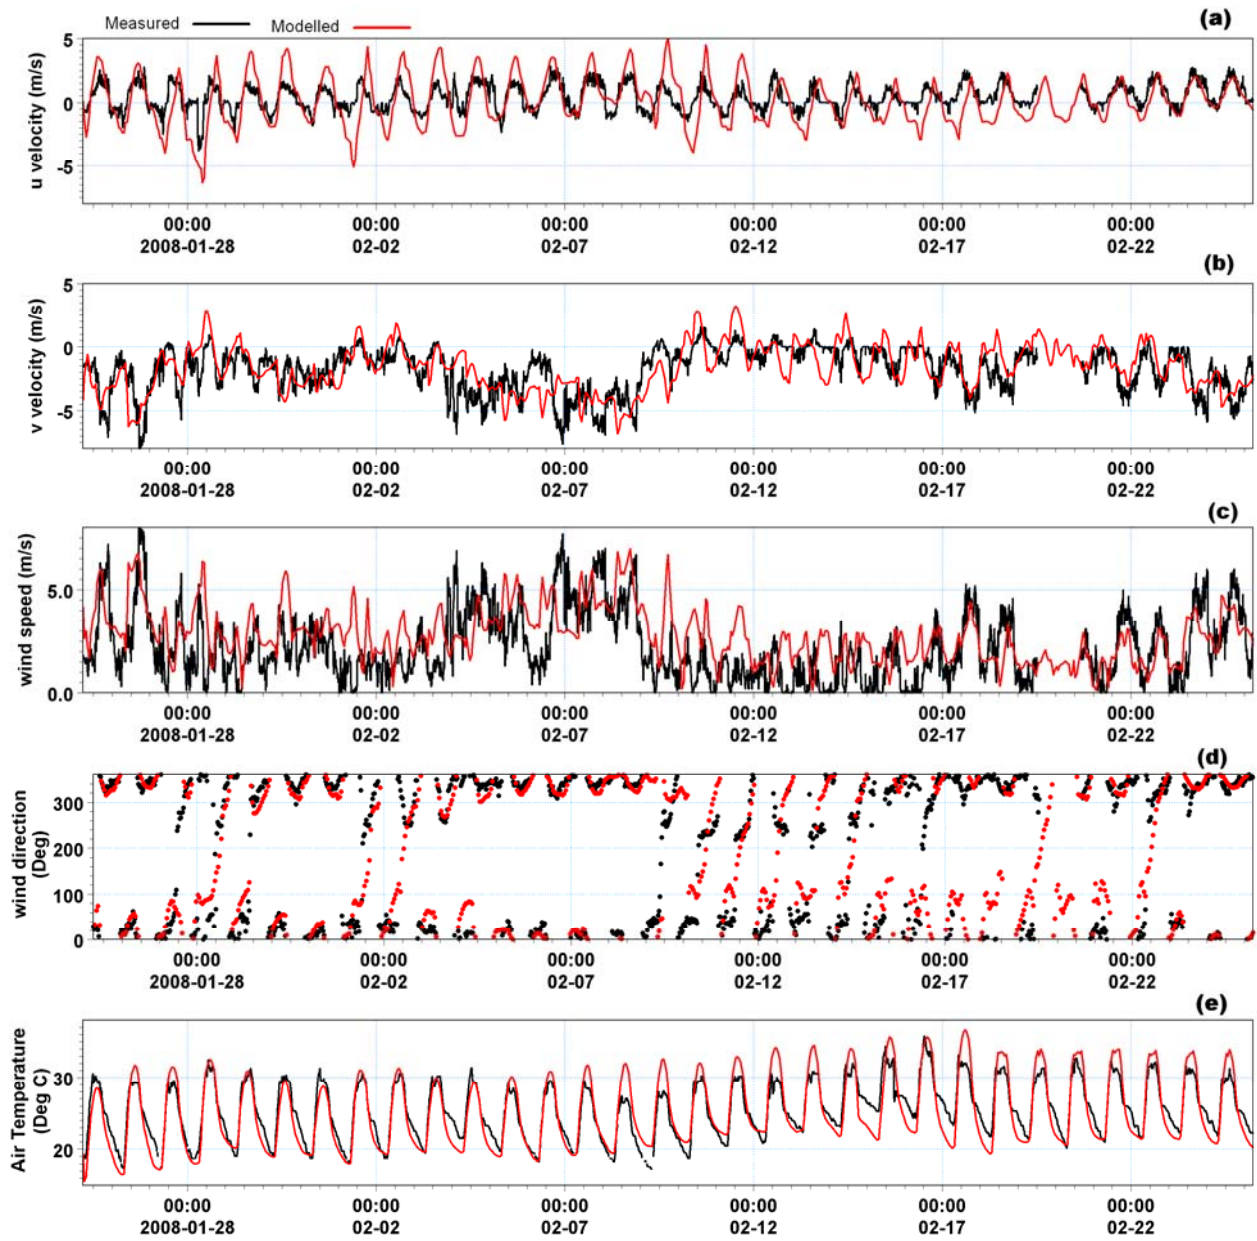 Measured Modelled
(a)
u velocity (m/s)
5
0
-5
00:00 00:00 00:00 00:00 00:00 00:00
2008-01-28 02-02 02-07 02-12 02-17 02-22
(b)
v velocity (m/s)
5
0
-5
00:00 00:00 00:00 00:00 00:00 00:00
2008-01-28 02-02 02-07 02-12 02-17 02-22
(c)
wind speed (m/s)
5.0
0.0
00:00 00:00 00:00 00:00 00:00 00:00
2008-01-28 02-02 02-07 02-12 02-17 02-22
(d)
wind direction
(Deg)
300
200
100
0
00:00 00:00 00:00 00:00 00:00 00:00
2008-01-28 02-02 02-07 02-12 02-17 02-22
(e)
Air Temperature
(Deg C)
30
20
00:00 00:00 00:00 00:00 00:00 00:00
2008-01-28 02-02 02-07 02-12 02-17 02-22